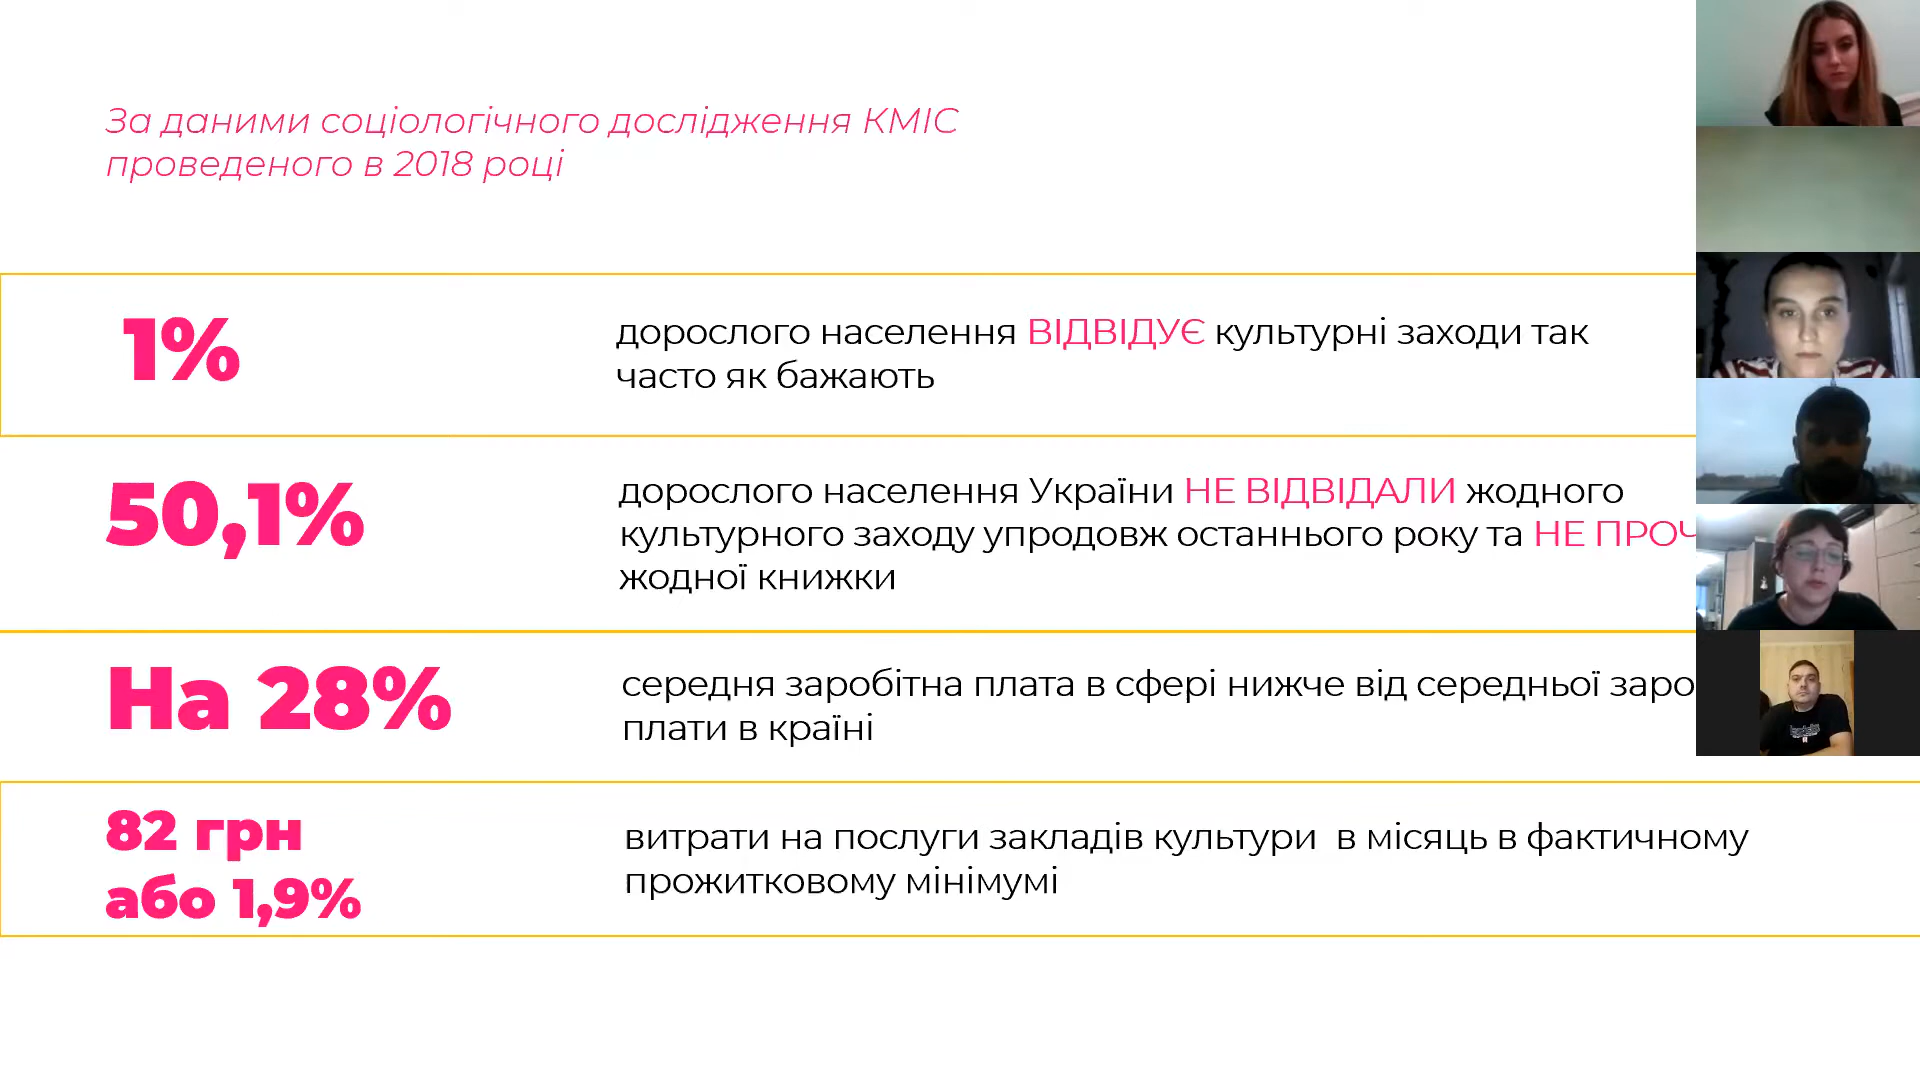 За даними соціологічного дослідження КМІС
проведеного в 2018 році
1%
дорослого населення ВІДВІДУЄ культурні заходи так
часто як бажають
50,1%
дорослого населення України НЕ ВІДВІДАЛИ жодного
культурного заходу упродовж останнього року та НЕ
жодної книжки
На 28%
середня заробітна плата в сфері нижче від середньої
плати в країні
82 грн
або 1,9%
витрати на послуги закладів культури в місяць в фактичному
прожитковому мінімумі